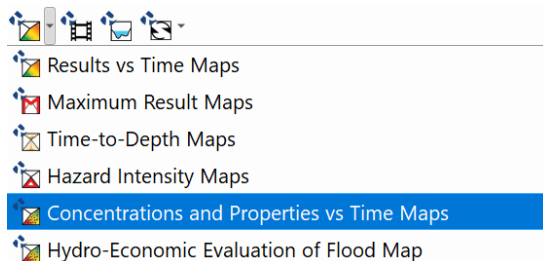 Results vs Time Maps
Maximum Result Maps
Time-to-Depth Maps
Hazard Intensity Maps
Concentrations and Properties vs Time Maps
Hydro-Economic Evaluation of Flood Map